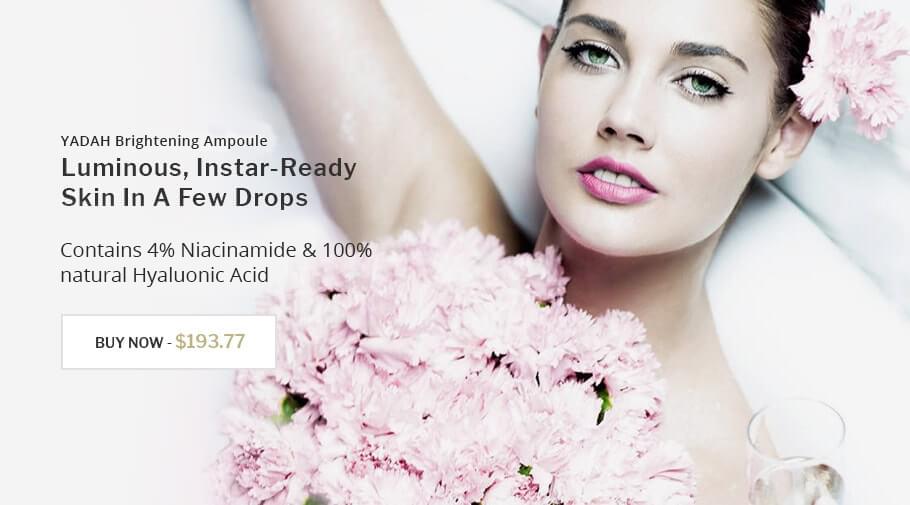 YADAH Brightening Ampoule
Luminous, Instar-Ready
Skin In A Few Drops
Contains 4% Niacinamide & 100%
natural Hyaluonic Acid
BUY NOW - $193.77